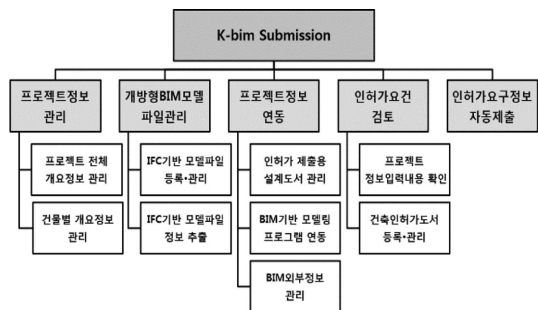 K-bim Submission
프로젝트정보
관리
개방형BIM모델
파일관리
프로젝트정보
연동
인허가요건
검토
인허가요구정보
자동제출
프로젝트 전체
개요정보 관리
건물별 개요정보
관리
IFC기반 모델파일
등록•관리
IFC기반 모델파일
정보 추출
인허가 제출용
설계도서 관리
BIM기반 모델링
프로그램 연동
BIM외부정보
관리
프로젝트
정보입력내용 확인
건축인허가도서
등록•관리